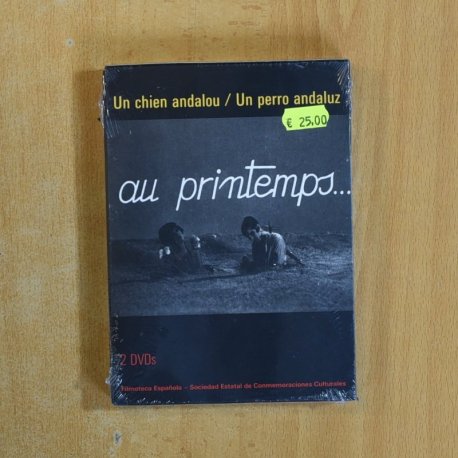 Un chien andalou / Un perro andaluz
€ 25,00
au printemps...
2 DVDs
Filmoteca Española - Sociedad Estatal de Conmemoraciones Culturales